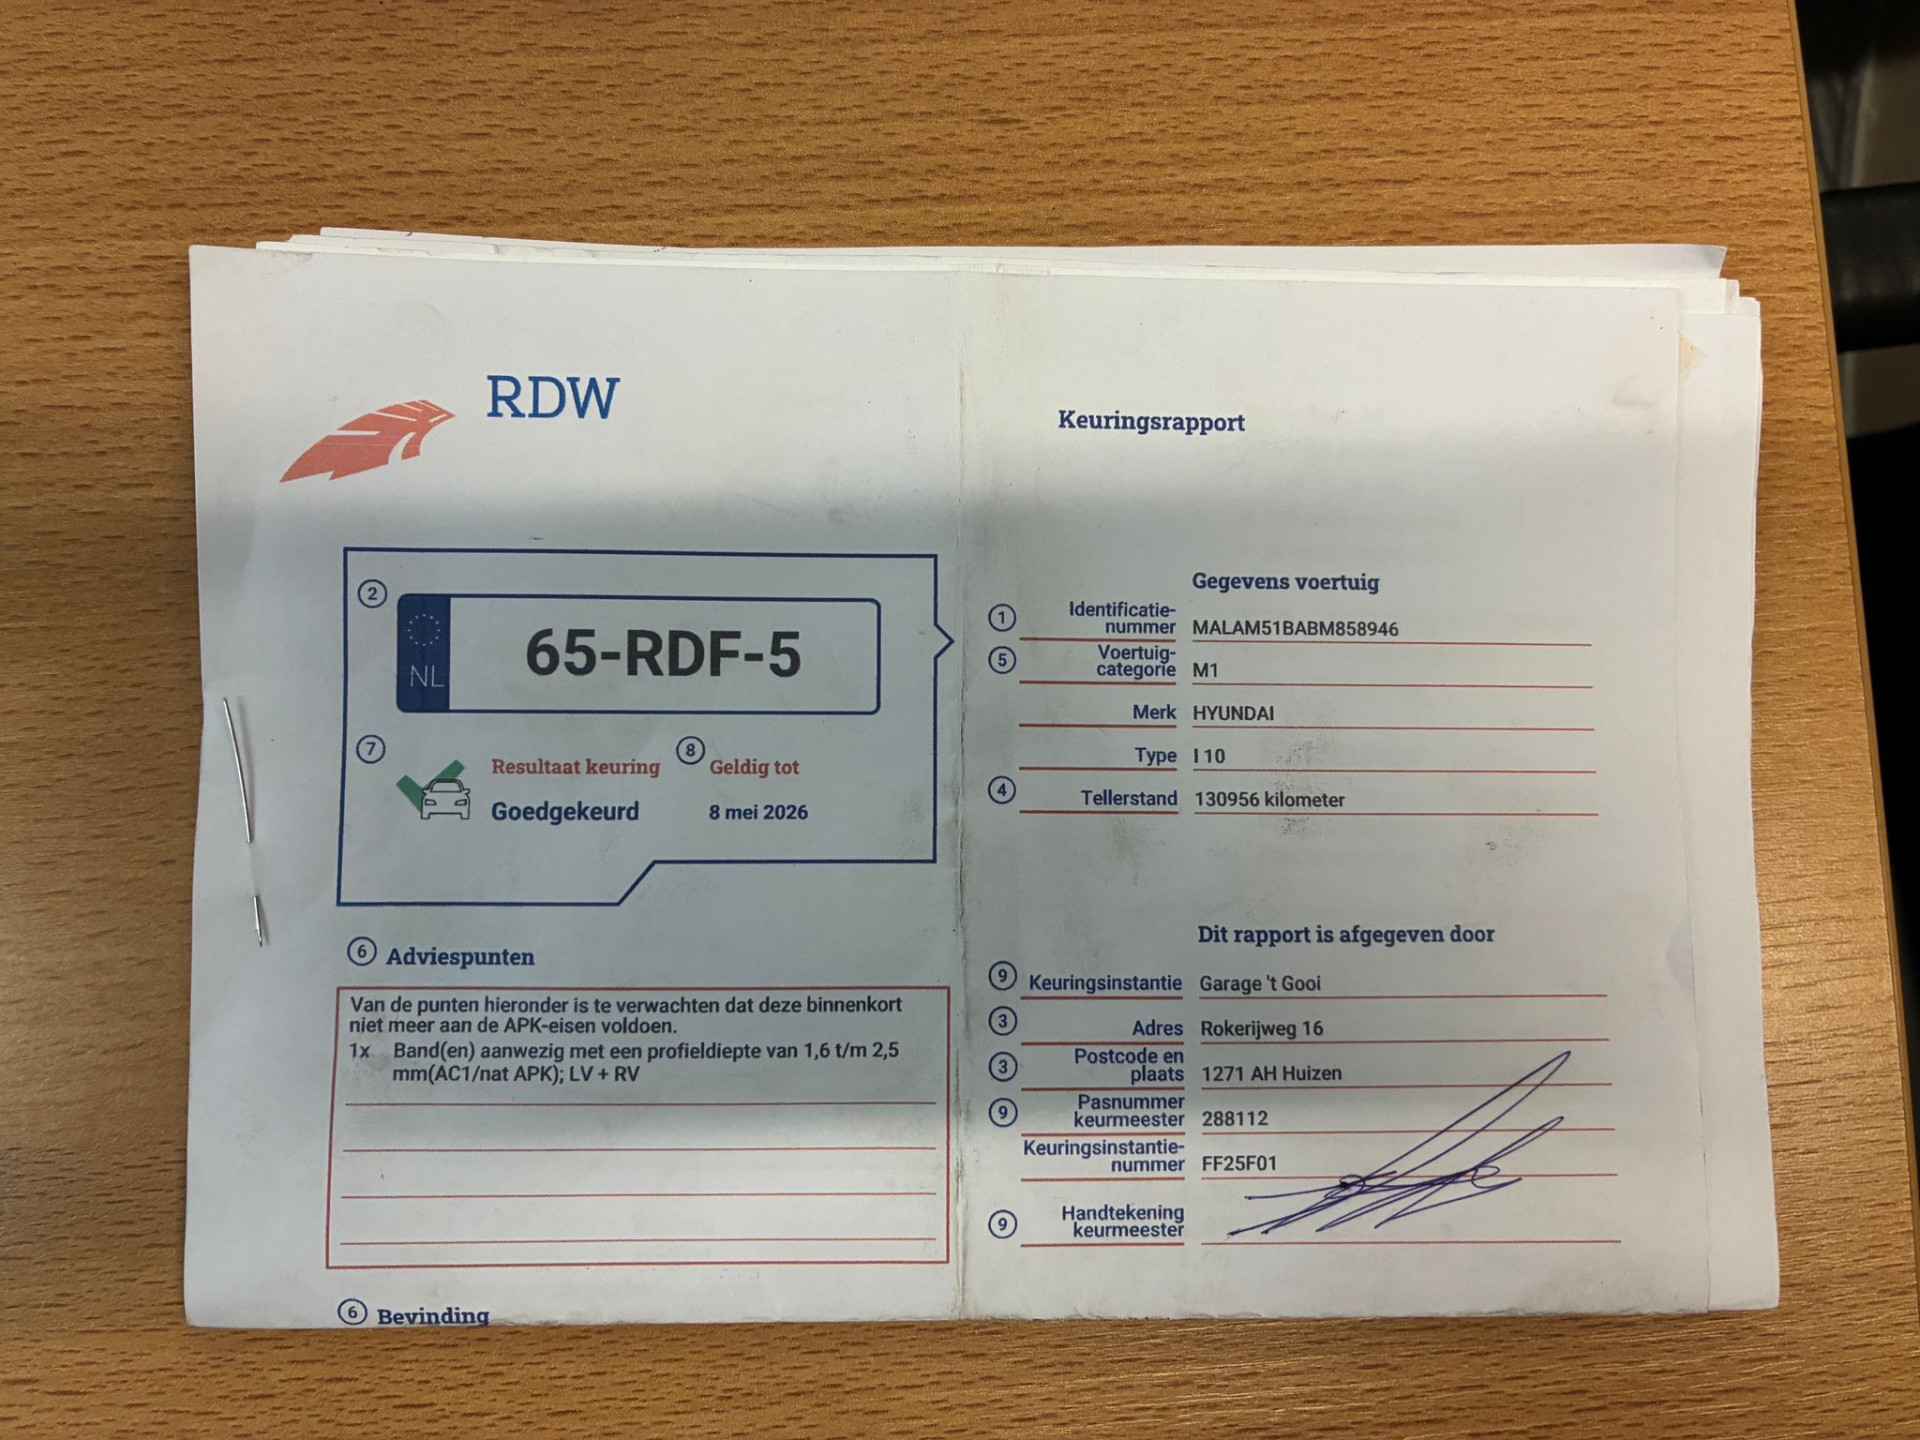 RDW
Keuringsrapport
2
NL
65-RDF-5
7
Resultaat keuring
Goedgekeurd
8
Geldig tot
8 mei 2026
6 Adviespunten
Van de punten hieronder is te verwachten dat deze binnenkort
niet meer aan de APK-eisen voldoen.
1x Band(en) aanwezig met een profieldiepte van 1,6 t/m 2,5
mm(AC1/nat APK); LV + RV
6 Bevinding
Gegevens voertuig
1 Identificatie-
nummer MALAM51BABM858946
5 Voertuig-
categorie M1
Merk HYUNDAI
Type I 10
4 Tellerstand 130956 kilometer
Dit rapport is afgegeven door
9 Keuringsinstantie Garage 't Gooi
3 Adres Rokerijweg 16
3 Postcode en
plaats 1271 AH Huizen
9 Pasnummer
keurmeester 288112
Keuringsinstantie-
nummer FF25F01
9 Handtekening
keurmeester